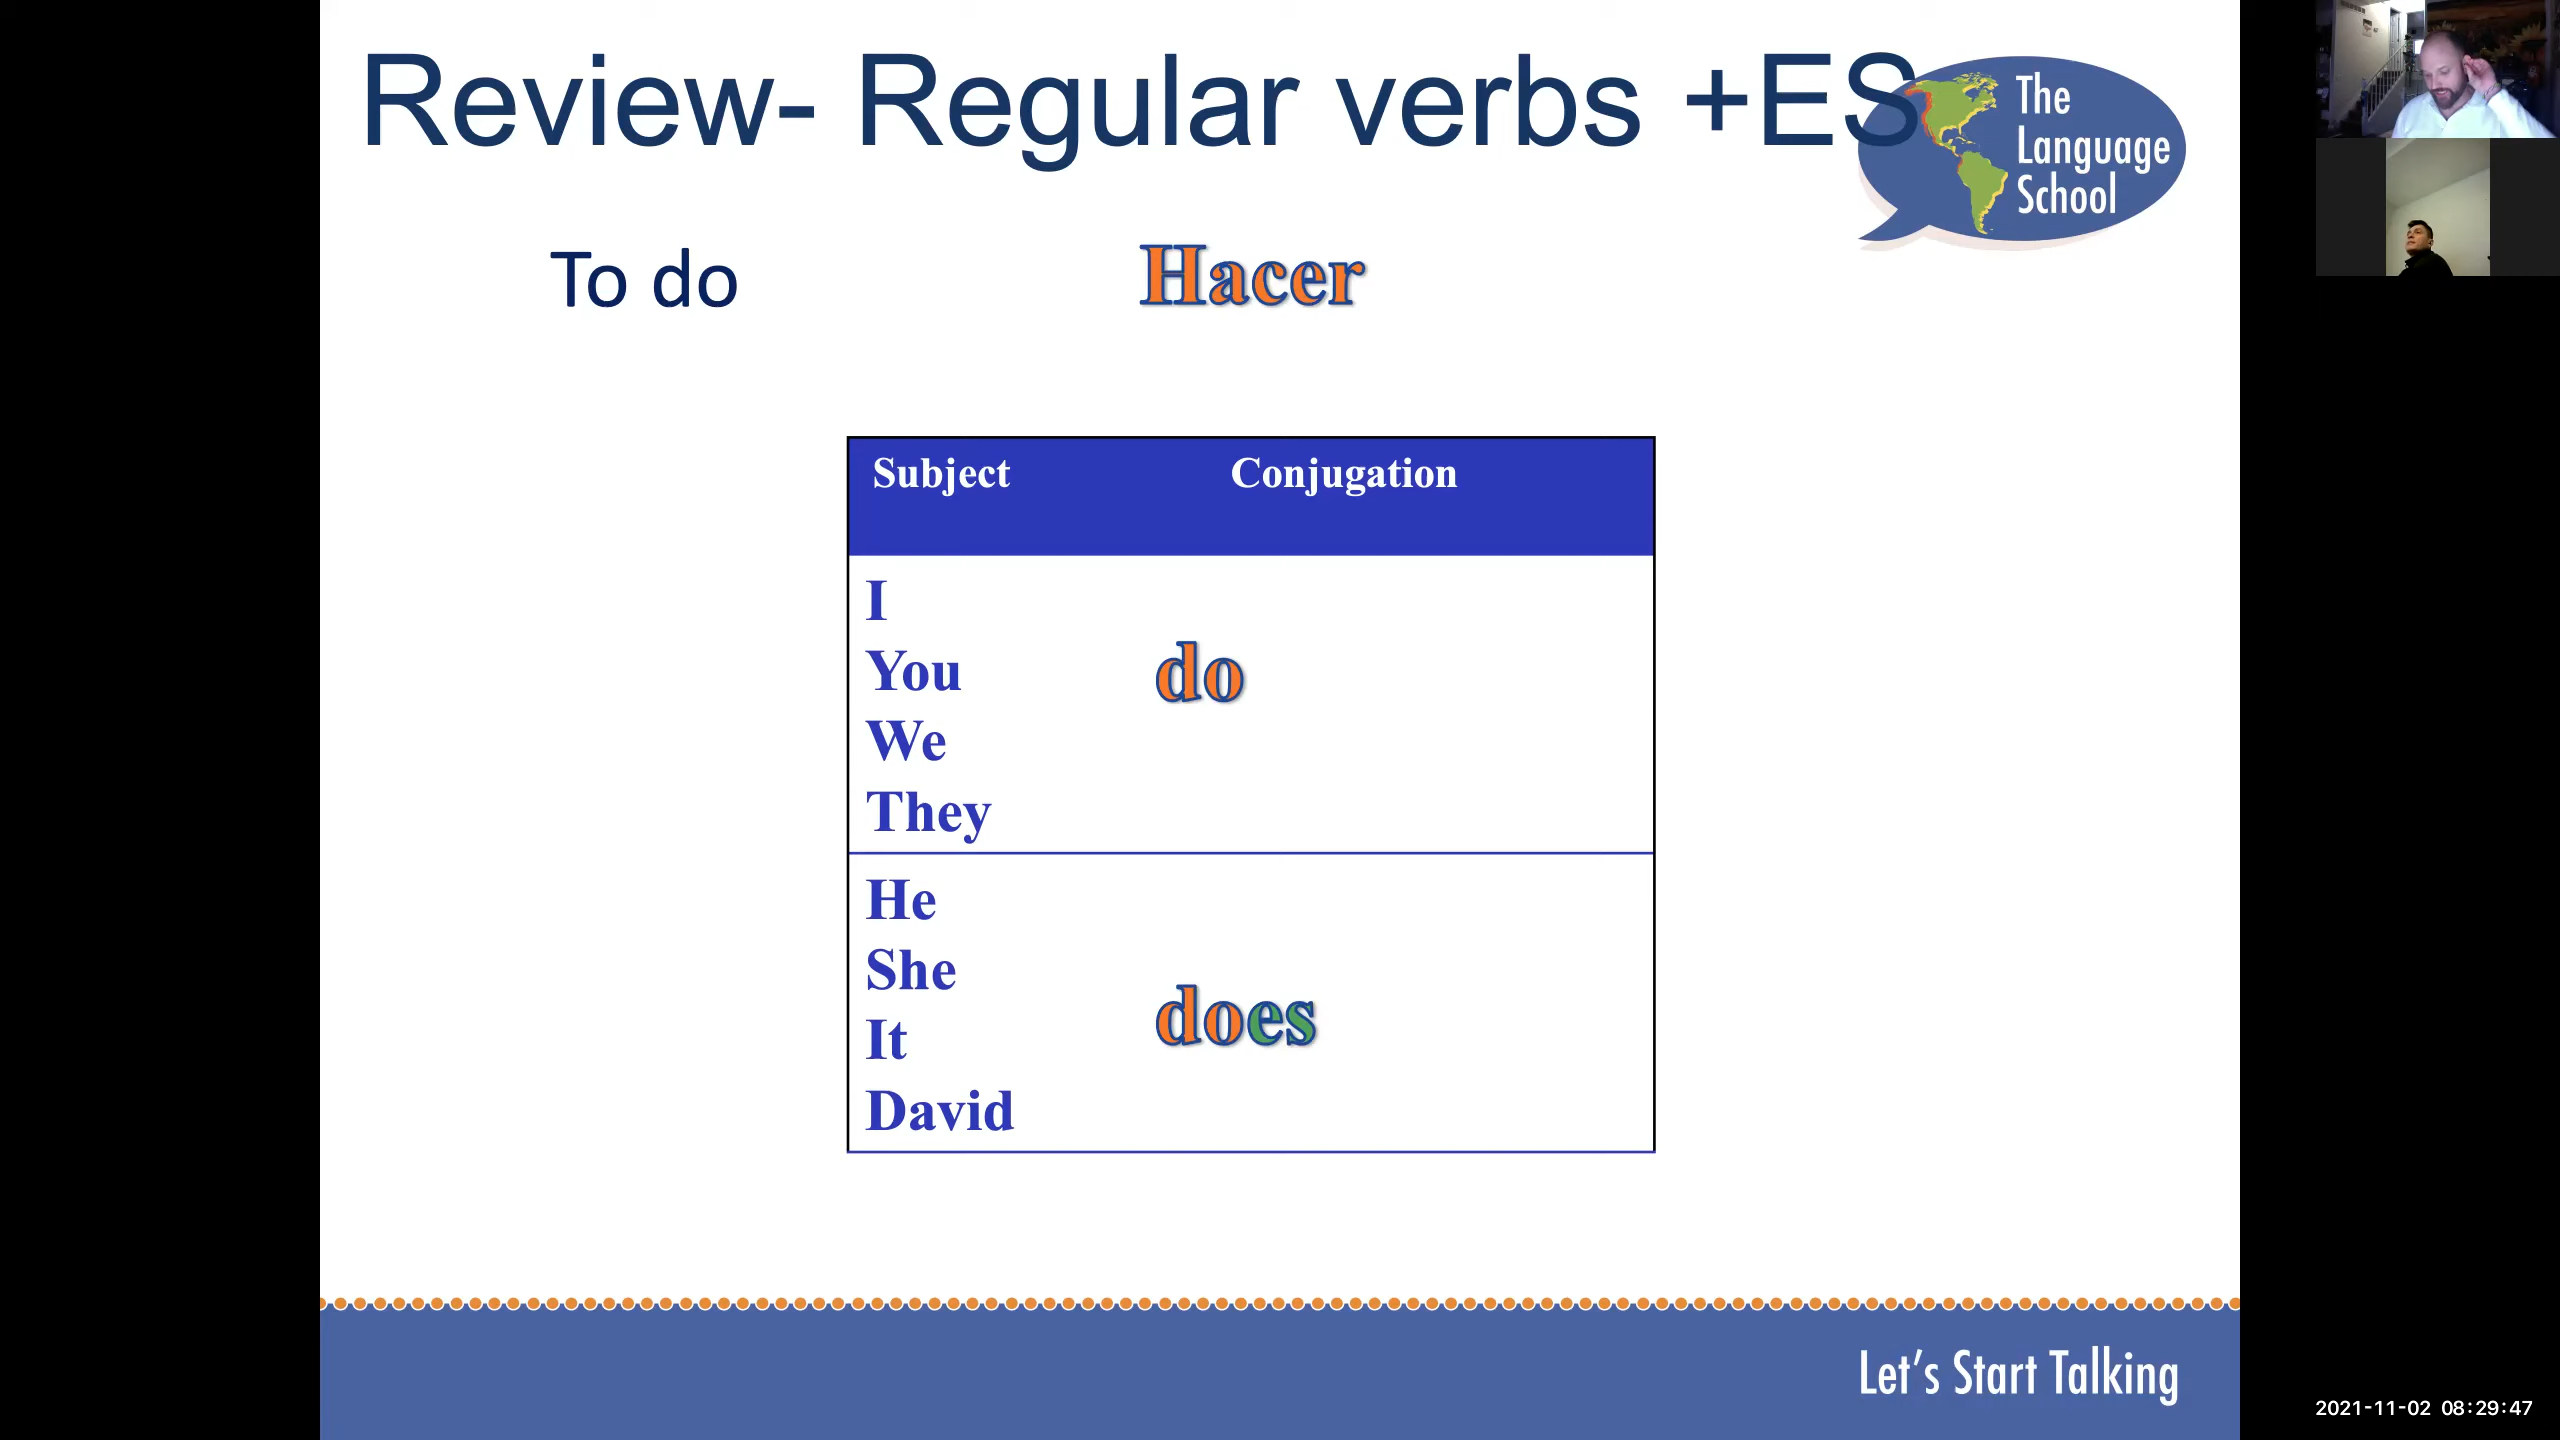 Review- Regular verbs +ES
The
Language
School
To do
Hacer
Subject Conjugation
I
You
do
We
They
He
She
does
It
David
Let's Start Talking
2021-11-02 08:29:47